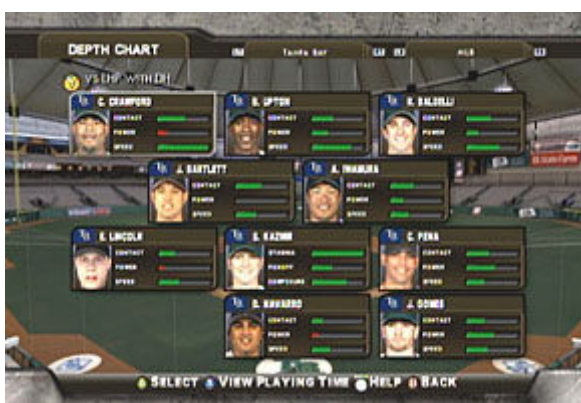 DEPTH CHART
Tampa Bay
MLB
VS LHP WITH DH
C. CRAWFORD
CONTACT
POWER
SPEED
B. UPTON
CONTACT
POWER
SPEED
R. BALDELLI
CONTACT
POWER
SPEED
J. BARTLETT
CONTACT
POWER
SPEED
A. IWAMURA
CONTACT
POWER
SPEED
E. LINCOLN
CONTACT
POWER
SPEED
S. KAZMIR
STAMINA
COMPOSURE
C. PENA
CONTACT
POWER
SPEED
D. NAVARRO
CONTACT
POWER
SPEED
J. GOMES
CONTACT
POWER
SPEED
SELECT VIEW PLAYING TIME HELP BACK